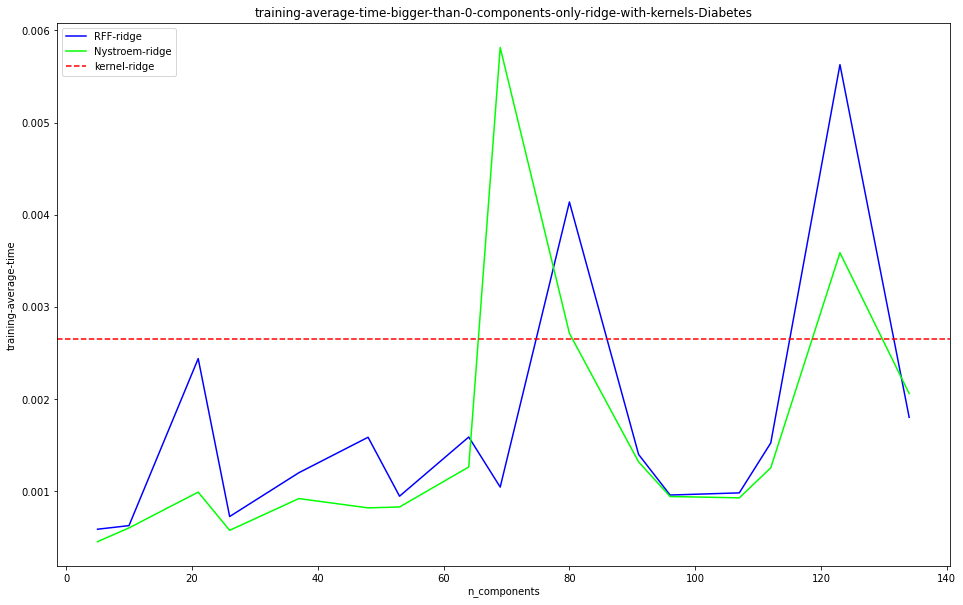 training-average-time-bigger-than-0-components-only-ridge-with-kernels-Diabetes
RFF-ridge
Nystroem-ridge
kernel-ridge
0.006
0.005
0.004
0.003
0.002
0.001
training-average-time
0 20 40 60 80 100 120 140
n_components